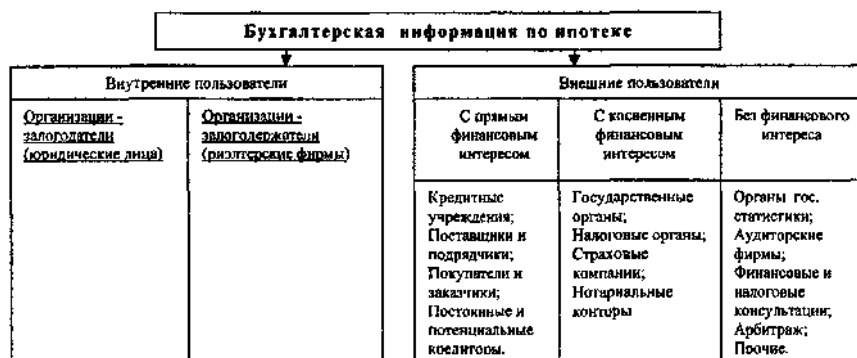 Бухгалтерская информация по ипотеке
Внутренние пользователи
Организации -
залогодатели
(юридические лица)
Организации -
залогодержатели
(риэлтерские фирмы)
Внешние пользователи
С прямым
финансовым
интересом
С косвенным
финансовым
интересом
Без финансового
интереса
Кредитные
учреждения;
Поставщики и
подрядчики;
Покупатели и
заказчики;
Постоянные и
потенциальные
кредиторы.
Государственные
органы;
Налоговые органы;
Страховые
компании;
Нотариальные
конторы
Органы гос.
статистики;
Аудиторские
фирмы;
Финансовые и
налоговые
консультации;
Арбитраж;
Прочие.